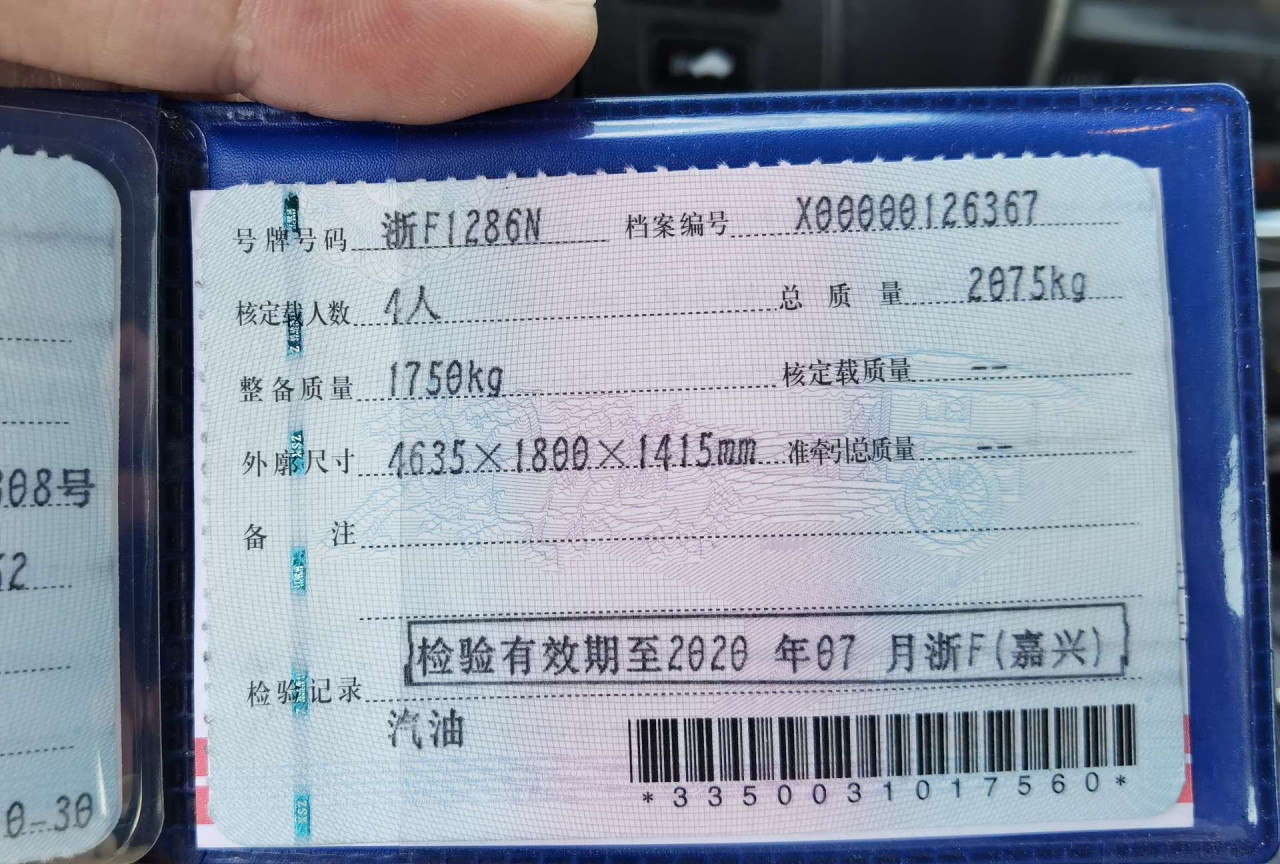 号牌号码 浙F1286N 档案编号 X00000126367
核定载人数 4人 总质量 2075kg
整备质量 1750kg 核定载质量 --
外廓尺寸 4635×1800×1415mm 准牵引总质量 --
备注
检验记录 检验有效期至2020 年07 月浙F(嘉兴)
汽油
*3350031017560*
08号
52
0-30